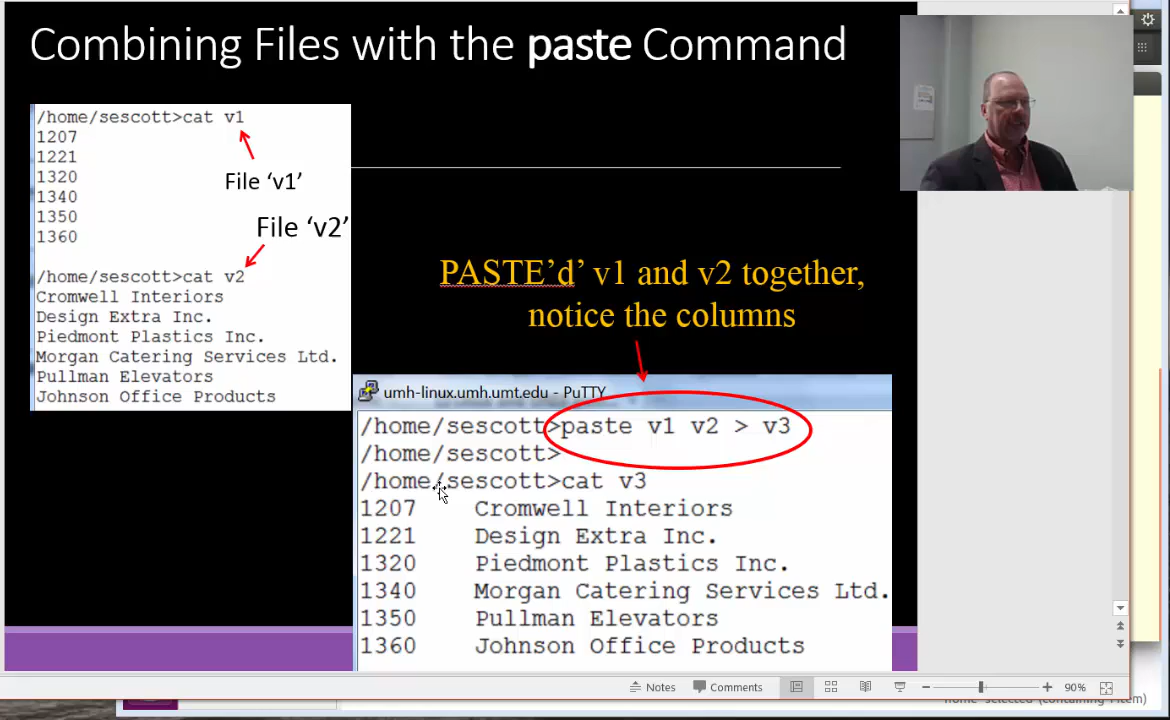 Combining Files with the paste Command
/home/sescott>cat v1
1207
1221
1320
1340
1350
1360
File ‘v1’
File ‘v2’
/home/sescott>cat v2
Cromwell Interiors
Design Extra Inc.
Piedmont Plastics Inc.
Morgan Catering Services Ltd.
Pullman Elevators
Johnson Office Products
PASTE’d’ v1 and v2 together,
notice the columns
umh-linux.umh.umt.edu - PuTTY
/home/sescott>paste v1 v2 > v3
/home/sescott>
/home/sescott>cat v3
1207 Cromwell Interiors
1221 Design Extra Inc.
1320 Piedmont Plastics Inc.
1340 Morgan Catering Services Ltd.
1350 Pullman Elevators
1360 Johnson Office Products
Notes Comments 90%
selected (containing 1 item)